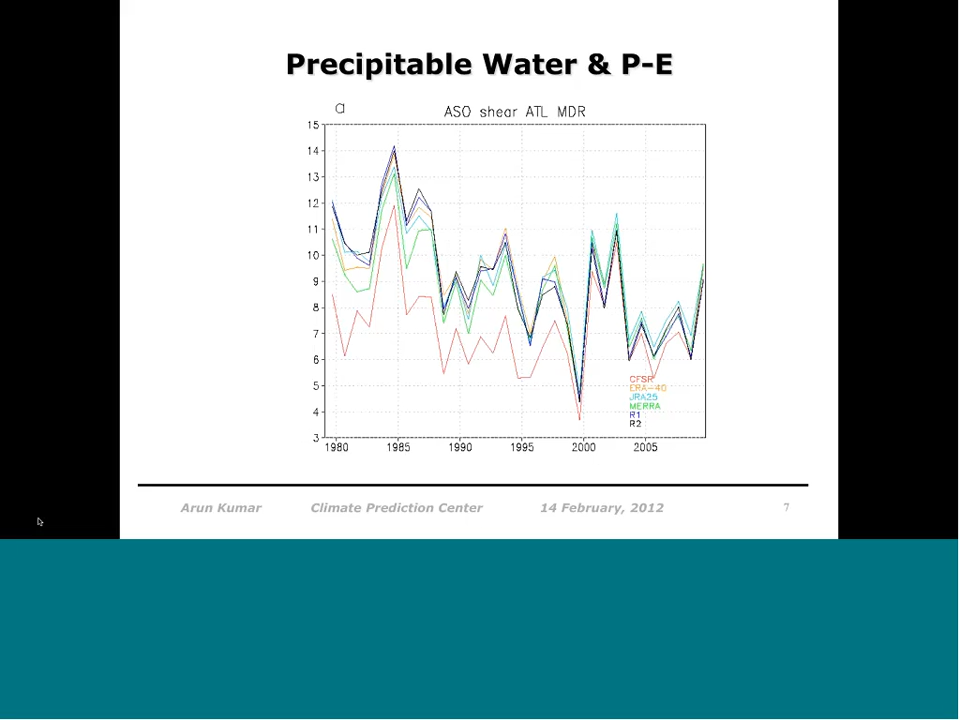 Precipitable Water & P-E
a
ASO shear ATL MDR
15
14
13
12
11
10
9
8
7
6
5
4
3
1980 1985 1990 1995 2000 2005
CFSR
ERA-40
JRA25
MERRA
R1
R2
Arun Kumar Climate Prediction Center 14 February, 2012 7